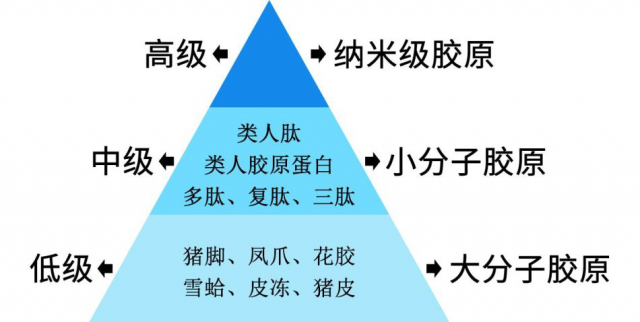 高级
纳米级胶原
类人肽
中级
类人胶原蛋白
小分子胶原
多肽、复肽、三肽
低级
猪脚、凤爪、花胶
大分子胶原
雪蛤、皮冻、猪皮